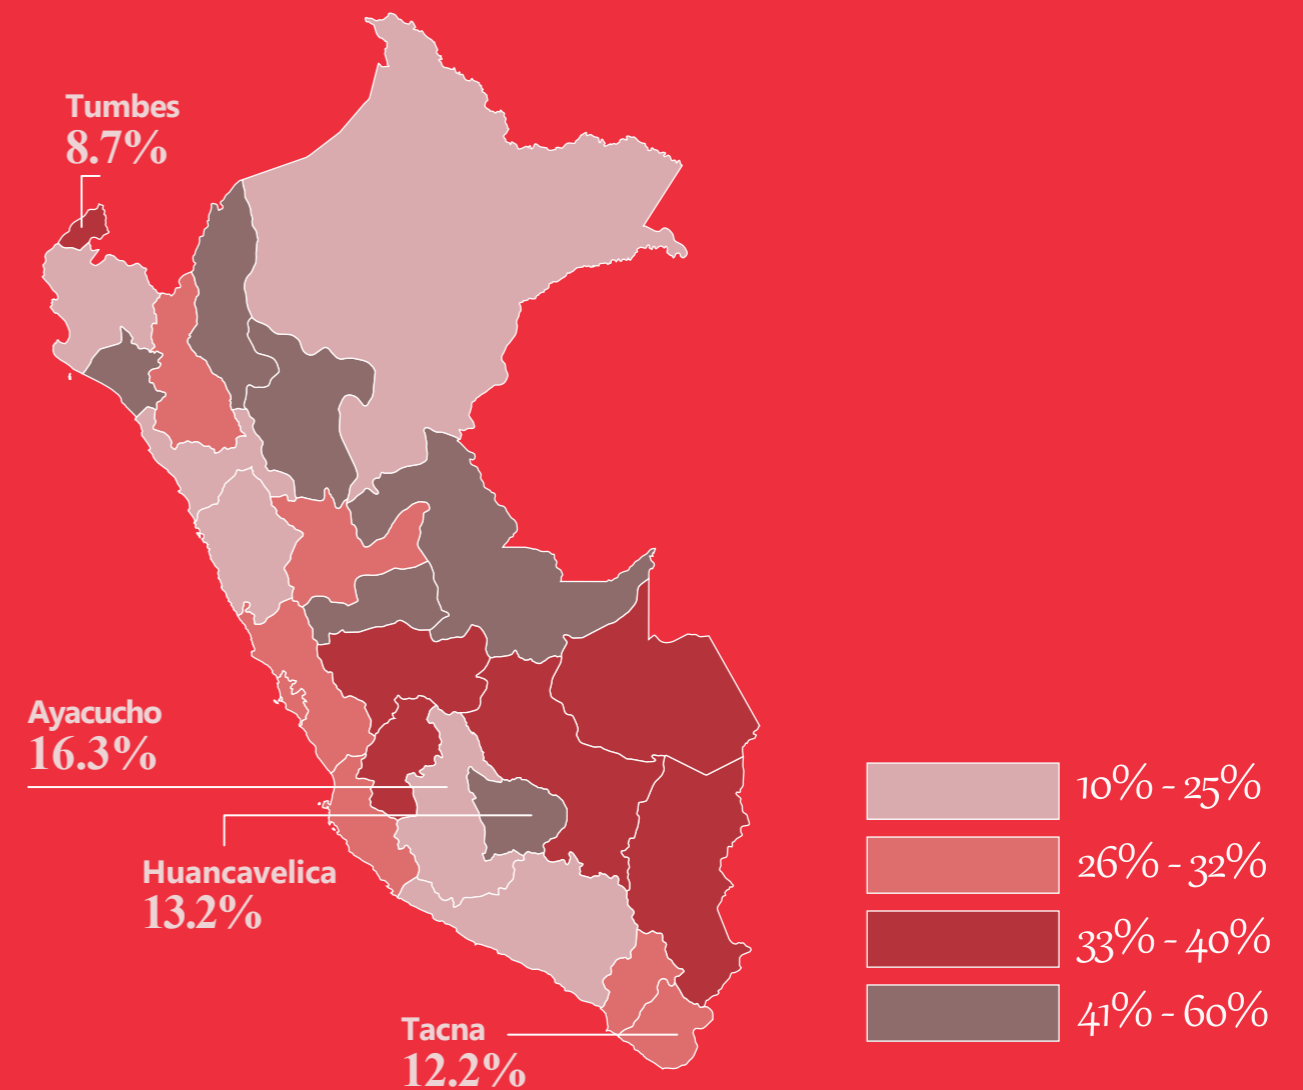 Tumbes
8.7%
Ayacucho
16.3%
Huancavelica
13.2%
Tacna
12.2%
10% - 25%
26% - 32%
33% - 40%
41% - 60%